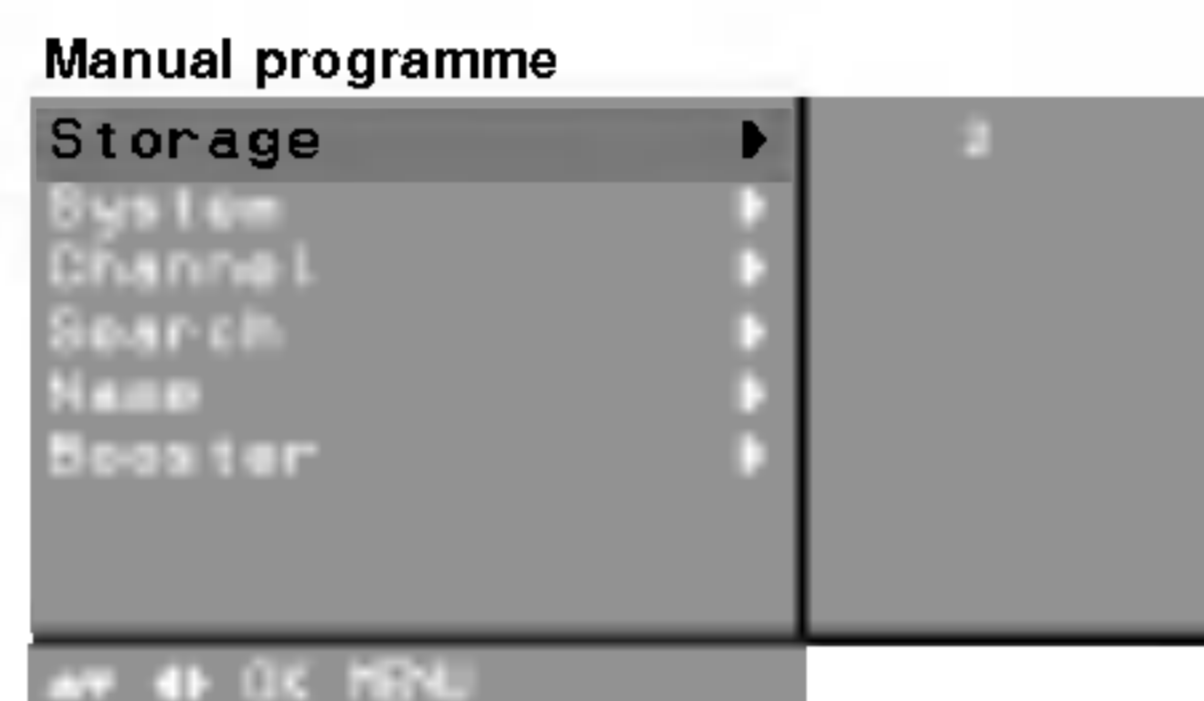 Manual programme
Storage
System
Channel
Search
Name
Booster
OK MENU